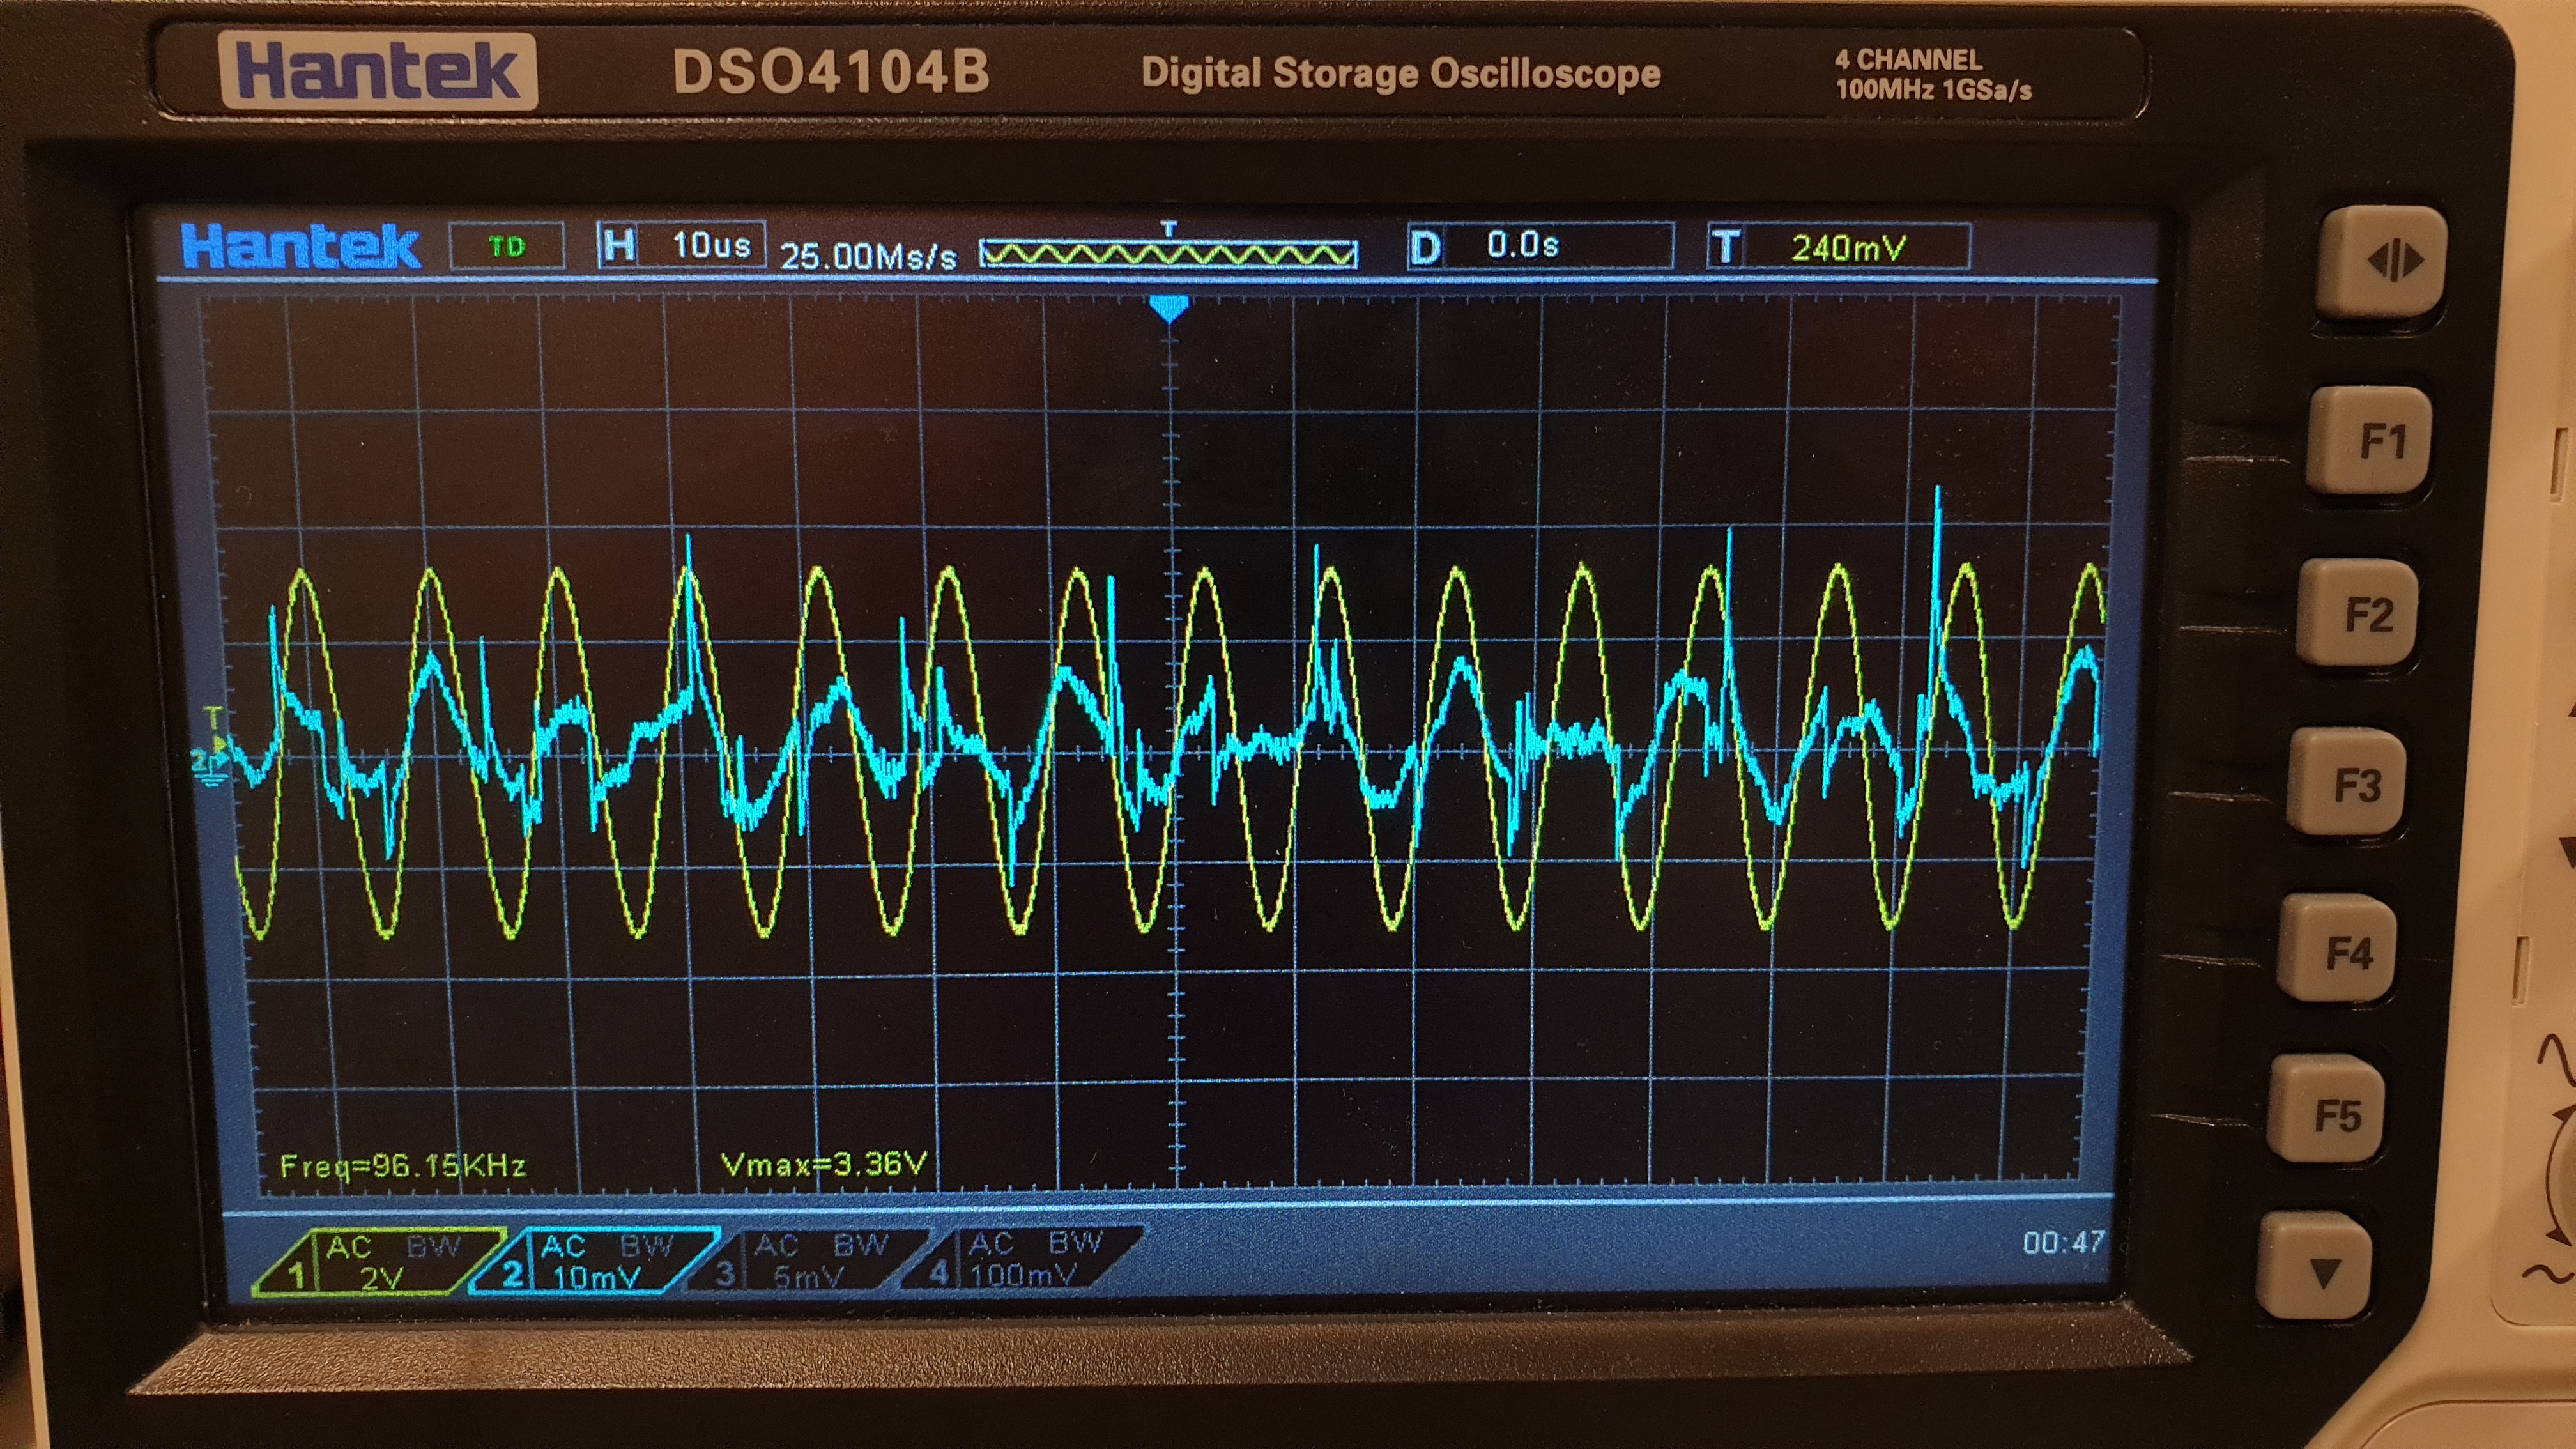 Hantek DSO4104B Digital Storage Oscilloscope 4 CHANNEL
100MHz 1GSa/s
Hantek TD H 10us 25.00Ms/s T D 0.0s T 240mV
F1
F2
T
2
F3
F4
F5
Freq=96.15KHz Vmax=3.36V
1 AC BW 2V
2 AC BW 10mV
3 AC BW 5mV
4 AC BW 100mV
00:47